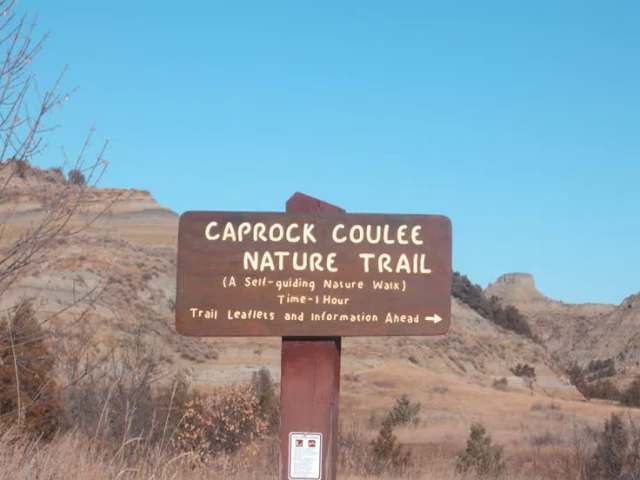 CAPROCK COULEE
NATURE TRAIL
(A Self-guiding Nature Walk)
Time-1 Hour
Trail Leaflets and Information Ahead →